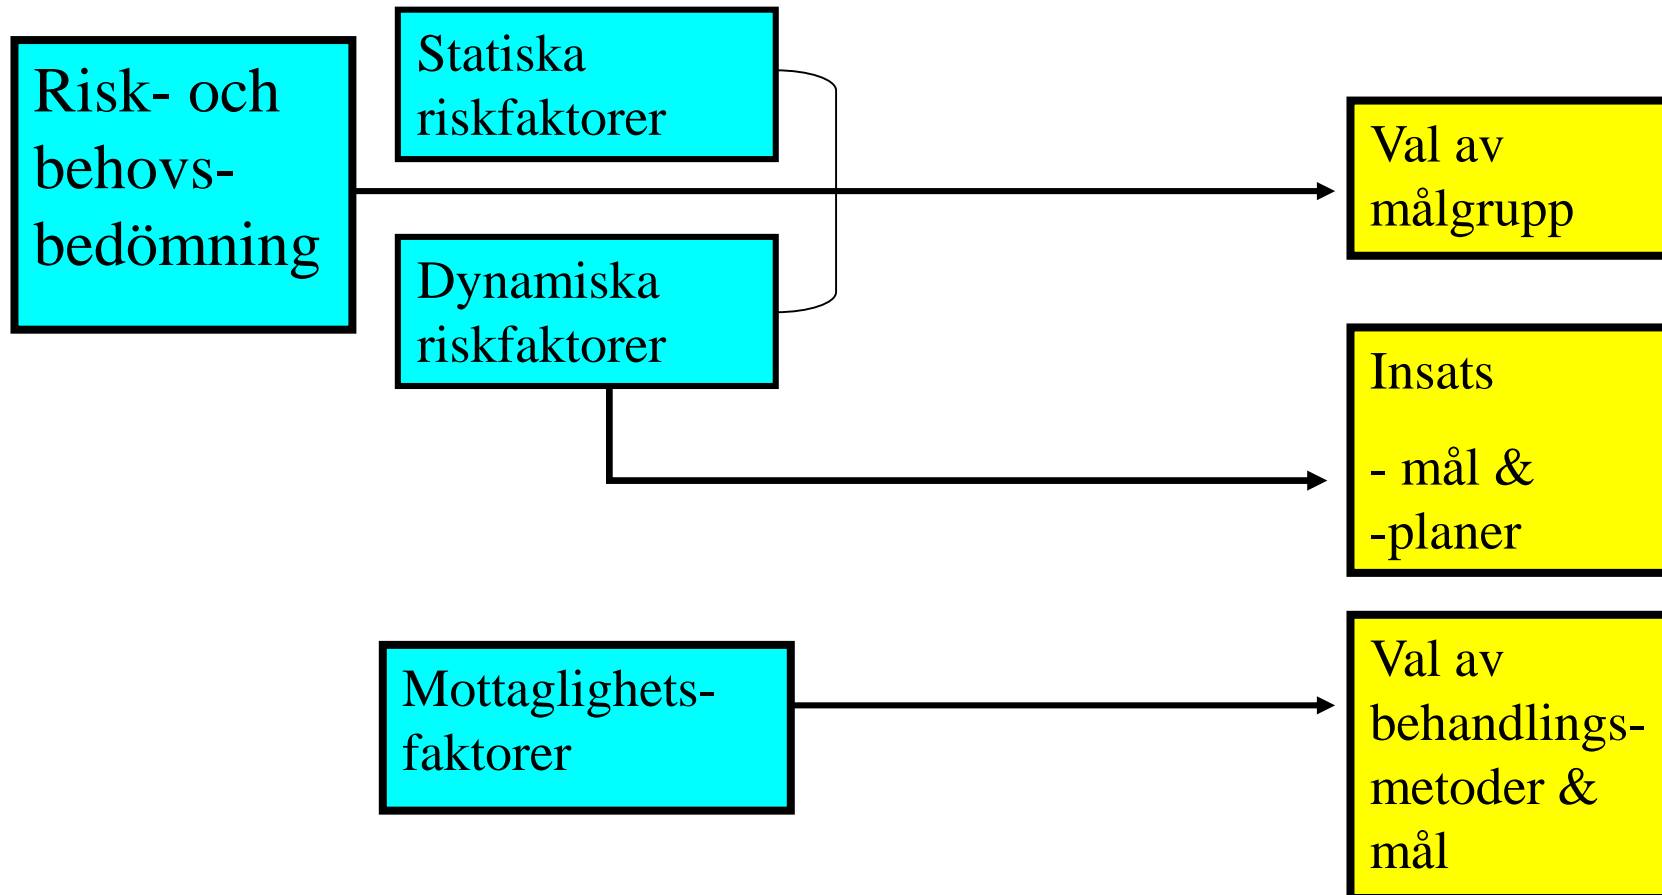 Risk- och
behovs-
bedömning
Statiska
riskfaktorer
Dynamiska
riskfaktorer
Mottaglighets-
faktorer
Val av
målgrupp
Insats
- mål &
-planer
Val av
behandlings-
metoder &
mål